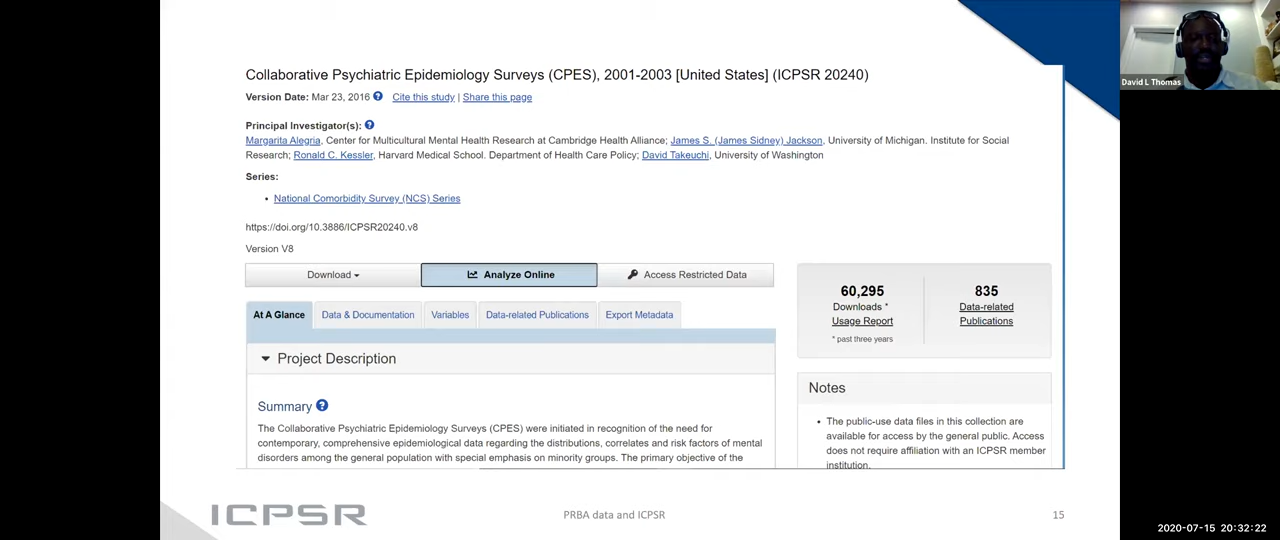 Collaborative Psychiatric Epidemiology Surveys (CPES), 2001-2003 [United States] (ICPSR 20240)
Version Date: Mar 23, 2016 ? Cite this study | Share this page
Principal Investigator(s): ?
Margarita Alegria, Center for Multicultural Mental Health Research at Cambridge Health Alliance; James S. (James Sidney) Jackson, University of Michigan. Institute for Social
Research; Ronald C. Kessler, Harvard Medical School. Department of Health Care Policy; David Takeuchi, University of Washington
Series:
• National Comorbidity Survey (NCS) Series
https://doi.org/10.3886/ICPSR20240.v8
Version V8
Download Analyze Online Access Restricted Data
At A Glance Data & Documentation Variables Data-related Publications Export Metadata
Project Description
Summary ?
The Collaborative Psychiatric Epidemiology Surveys (CPES) were initiated in recognition of the need for
contemporary, comprehensive epidemiological data regarding the distributions, correlates and risk factors of mental
disorders among the general population with special emphasis on minority groups. The primary objective of the
60,295
Downloads *
Usage Report
* past three years
835
Data-related
Publications
Notes
• The public-use data files in this collection are
available for access by the general public. Access
does not require affiliation with an ICPSR member
institution.
ICPSR
PRBA data and ICPSR
15
David L Thomas
2020-07-15 20:32:22